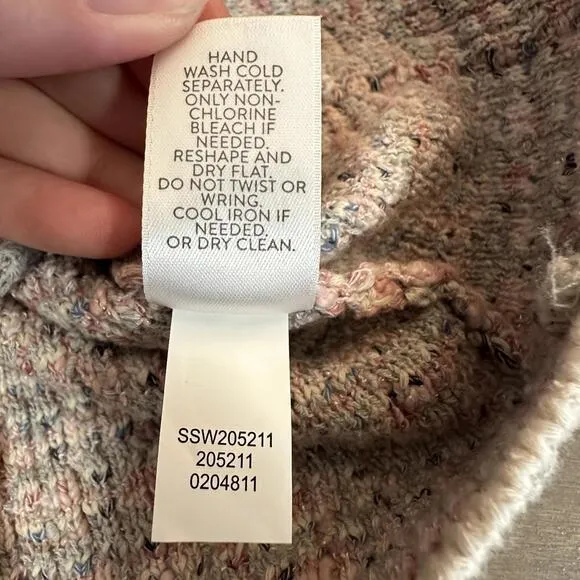 HAND
WASH COLD
SEPARATELY.
ONLY NON-
CHLORINE
BLEACH IF
NEEDED.
RESHAPE AND
DRY FLAT.
DO NOT TWIST OR
WRING.
COOL IRON IF
NEEDED.
OR DRY CLEAN.
SSW205211
205211
0204811